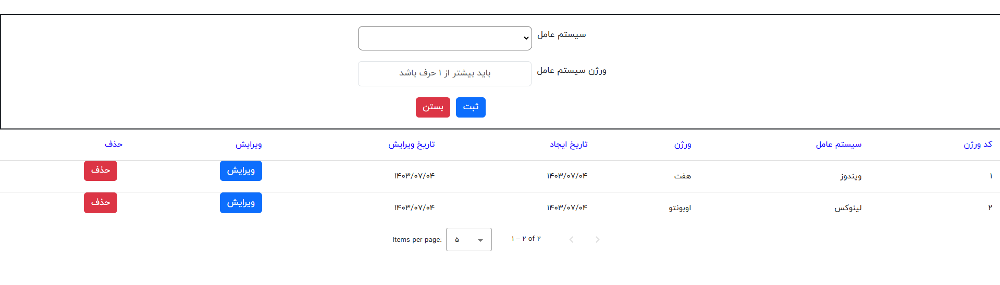 سیستم عامل
ورژن سیستم عامل باید بیشتر از ۱ حرف باشد
ثبت بستن
کد ورژن سیستم عامل ورژن تاریخ ایجاد تاریخ ویرایش ویرایش حذف
۱ ویندوز هفت ۱۴۰۳/۰۷/۰۴ ۱۴۰۳/۰۷/۰۴ ویرایش حذف
۲ لینوکس اوبونتو ۱۴۰۳/۰۷/۰۴ ۱۴۰۳/۰۷/۰۴ ویرایش حذف
Items per page: ۵ ۱ – ۲ of ۲